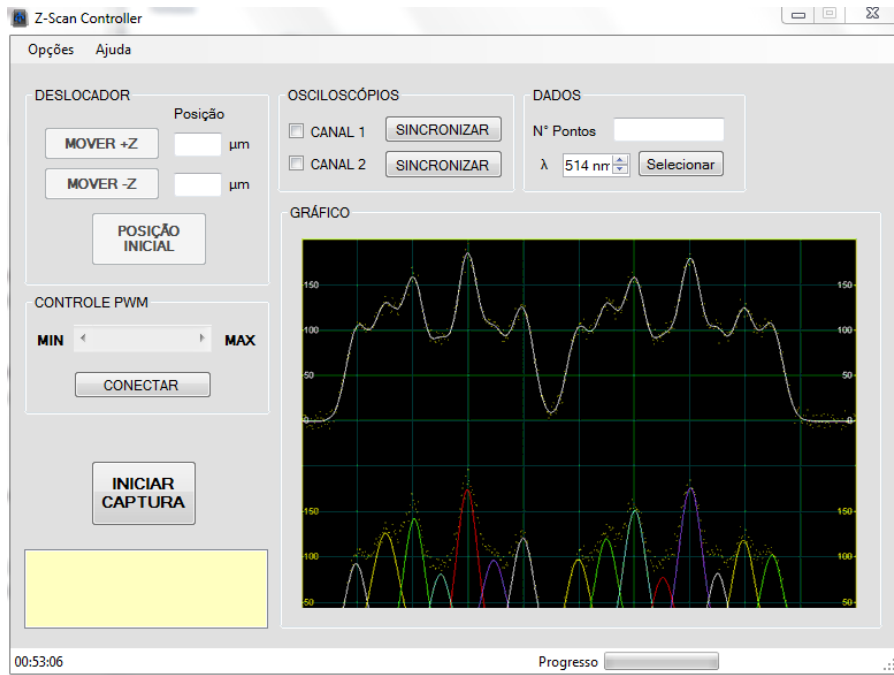 Z-Scan Controller
Opções Ajuda
DESLOCADOR
Posição
MOVER +Z µm
MOVER -Z µm
POSIÇÃO
INICIAL
CONTROLE PWM
MIN MAX
CONECTAR
INICIAR
CAPTURA
OSCILOSCÓPIOS
CANAL 1 SINCRONIZAR
CANAL 2 SINCRONIZAR
DADOS
N° Pontos
λ 514 nm Selecionar
GRÁFICO
150 150
100 100
50 50
0 0
150 150
100 100
50 50
00:53:06 Progresso